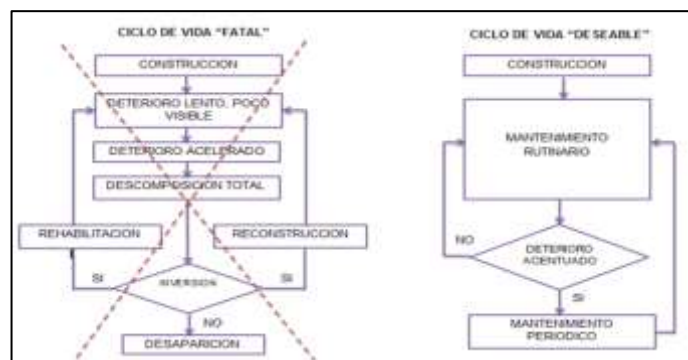 CICLO DE VIDA "FATAL"
CONSTRUCCION
DETERIORO LENTO, POCO
VISIBLE
DETERIORO ACELERADO
DESCOMPOSICION TOTAL
REHABILITACION
RECONSTRUCCION
SI
INVERSION
SI
NO
DESAPARICION
CICLO DE VIDA "DESEABLE"
CONSTRUCCION
MANTENIMIENTO
RUTINARIO
NO
DETERIORO
ACENTUADO
SI
MANTENIMIENTO
PERIODICO